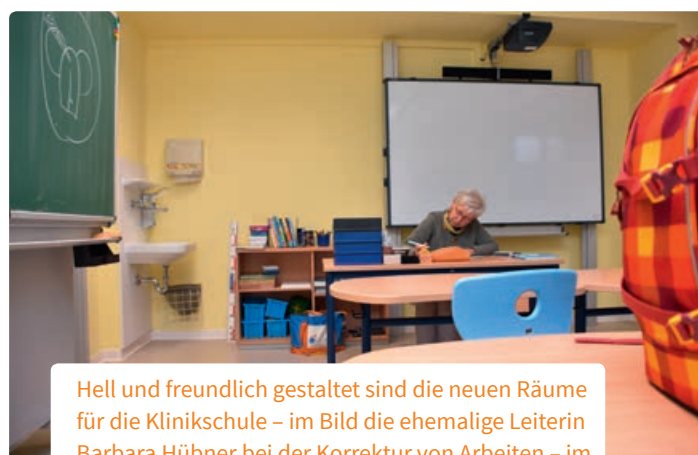 Hell und freundlich gestaltet sind die neuen Räume
für die Klinikschule – im Bild die ehemalige Leiterin
Barbara Hübner bei der Korrektur von Arbeiten – im